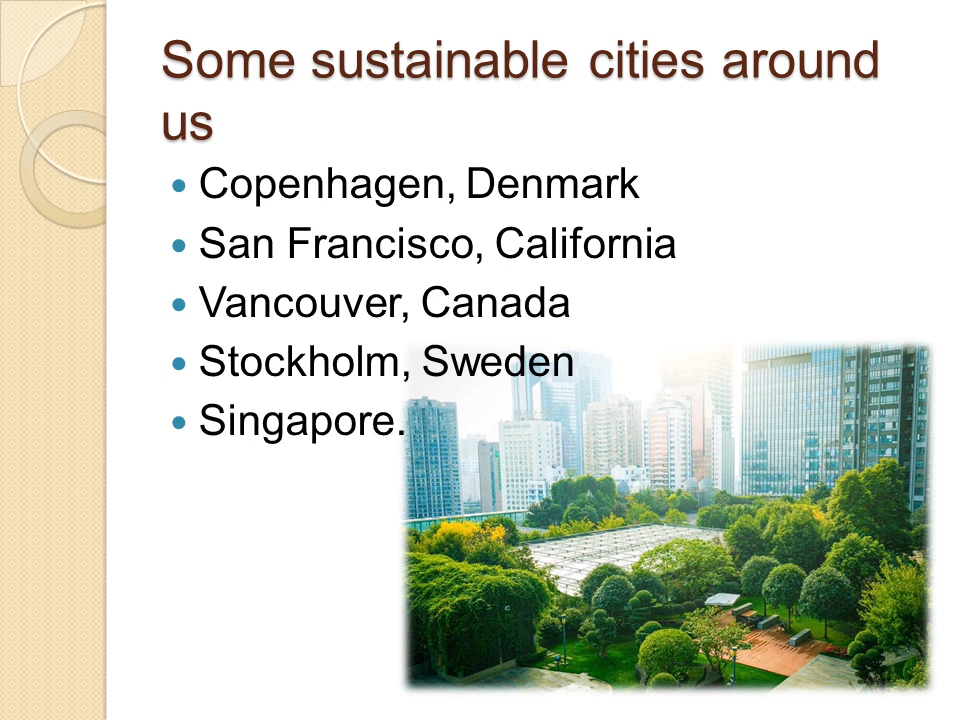 Some sustainable cities around
us
Copenhagen, Denmark
San Francisco, California
Vancouver, Canada
Stockholm, Sweden
Singapore.